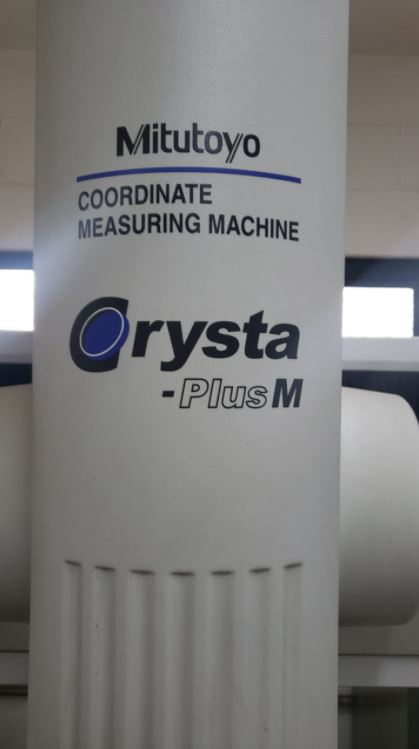 Mitutoyo
COORDINATE
MEASURING MACHINE
Crysta
-Plus M